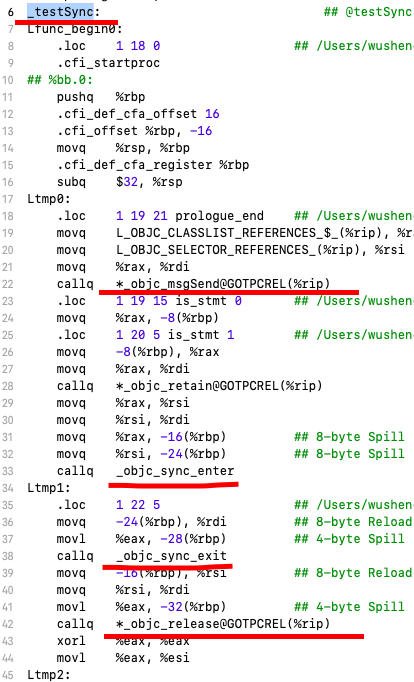 6 _testSync: ## @testSync
7 Lfunc_begin0:
8 .loc 1 18 0 ## /Users/wushen
9 .cfi_startproc
10 ## %bb.0:
11 pushq %rbp
12 .cfi_def_cfa_offset 16
13 .cfi_offset %rbp, -16
14 movq %rsp, %rbp
15 .cfi_def_cfa_register %rbp
16 subq $32, %rsp
17 Ltmp0:
18 .loc 1 19 21 prologue_end ## /Users/wushen
19 movq L_OBJC_CLASSLIST_REFERENCES_$_(%rip), %ra
20 movq L_OBJC_SELECTOR_REFERENCES_(%rip), %rsi
21 movq %rax, %rdi
22 callq *_objc_msgSend@GOTPCREL(%rip)
23 .loc 1 19 15 is_stmt 0 ## /Users/wushen
24 movq %rax, -8(%rbp)
25 .loc 1 20 5 is_stmt 1 ## /Users/wushen
26 movq -8(%rbp), %rax
27 movq %rax, %rdi
28 callq *_objc_retain@GOTPCREL(%rip)
29 movq %rax, %rsi
30 movq %rsi, %rdi
31 movq %rax, -16(%rbp) ## 8-byte Spill
32 movq %rsi, -24(%rbp) ## 8-byte Spill
33 callq _objc_sync_enter
34 Ltmp1:
35 .loc 1 22 5 ## /Users/wushen
36 movq -24(%rbp), %rdi ## 8-byte Reload
37 movl %eax, -28(%rbp) ## 4-byte Spill
38 callq _objc_sync_exit
39 movq -16(%rbp), %rsi ## 8-byte Reload
40 movq %rsi, %rdi
41 movl %eax, -32(%rbp) ## 4-byte Spill
42 callq *_objc_release@GOTPCREL(%rip)
43 xorl %eax, %eax
44 movl %eax, %esi
45 Ltmp2: